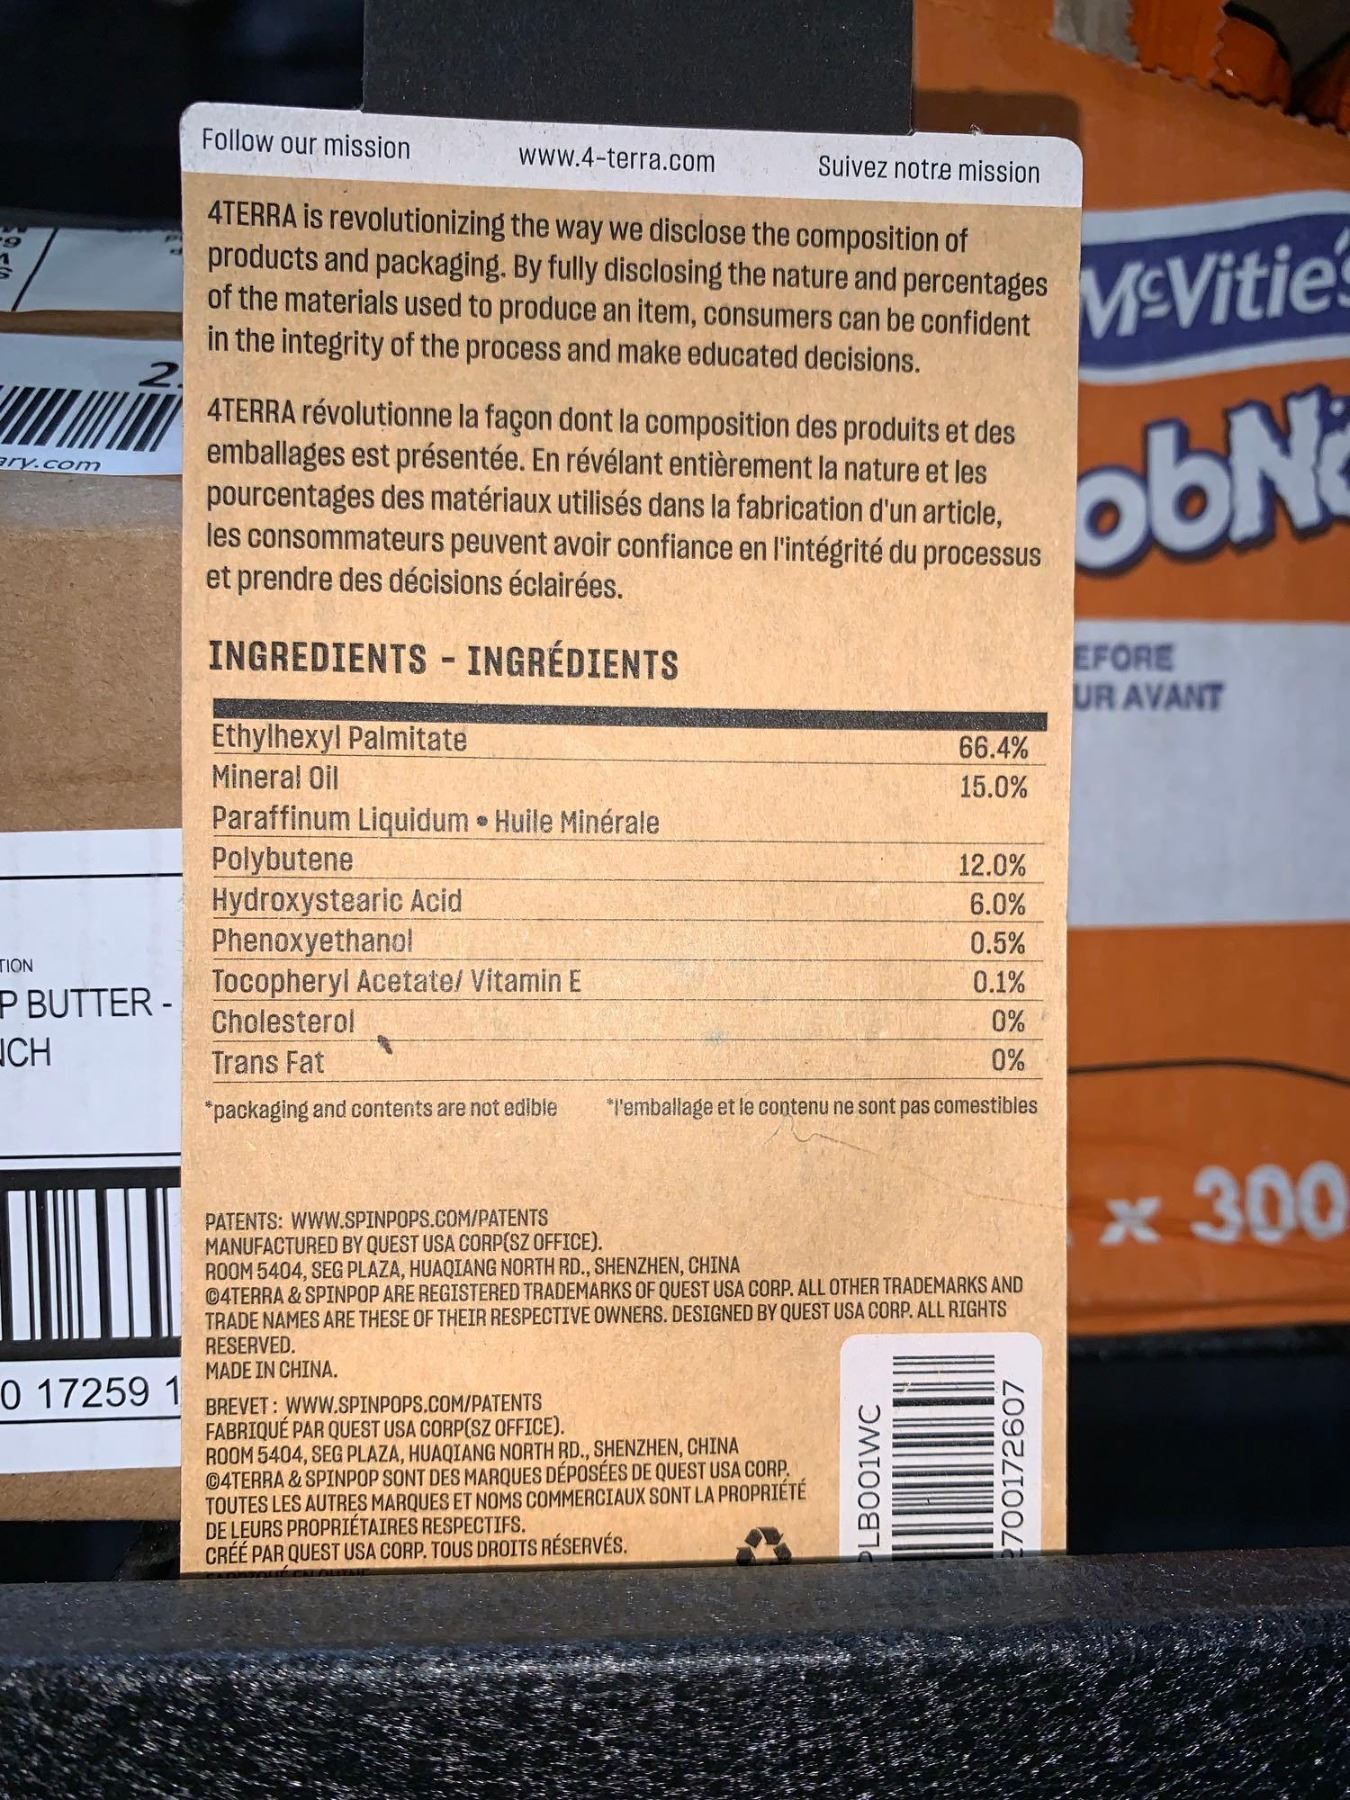 Follow our mission
www.4-terra.com
Suivez notre mission
4TERRA is revolutionizing the way we disclose the composition of
products and packaging. By fully disclosing the nature and percentages
of the materials used to produce an item, consumers can be confident
in the integrity of the process and make educated decisions.
4TERRA révolutionne la façon dont la composition des produits et des
emballages est présentée. En révélant entièrement la nature et les
pourcentages des matériaux utilisés dans la fabrication d'un article,
les consommateurs peuvent avoir confiance en l'intégrité du processus
et prendre des décisions éclairées.
INGREDIENTS - INGRÉDIENTS
Ethylhexyl Palmitate 66.4%
Mineral Oil 15.0%
Paraffinum Liquidum • Huile Minérale
Polybutene 12.0%
Hydroxystearic Acid 6.0%
Phenoxyethanol 0.5%
Tocopheryl Acetate/ Vitamin E 0.1%
Cholesterol 0%
Trans Fat 0%
*packaging and contents are not edible *l'emballage et le contenu ne sont pas comestibles
PATENTS: WWW.SPINPOPS.COM/PATENTS
MANUFACTURED BY QUEST USA CORP(SZ OFFICE).
ROOM 5404, SEG PLAZA, HUAQIANG NORTH RD., SHENZHEN, CHINA
©4TERRA & SPINPOP ARE REGISTERED TRADEMARKS OF QUEST USA CORP. ALL OTHER TRADEMARKS AND
TRADE NAMES ARE THESE OF THEIR RESPECTIVE OWNERS. DESIGNED BY QUEST USA CORP. ALL RIGHTS
RESERVED.
MADE IN CHINA.
BREVET : WWW.SPINPOPS.COM/PATENTS
FABRIQUÉ PAR QUEST USA CORP(SZ OFFICE).
ROOM 5404, SEG PLAZA, HUAQIANG NORTH RD., SHENZHEN, CHINA
©4TERRA & SPINPOP SONT DES MARQUES DÉPOSÉES DE QUEST USA CORP.
TOUTES LES AUTRES MARQUES ET NOMS COMMERCIAUX SONT LA PROPRIÉTÉ
DE LEURS PROPRIÉTAIRES RESPECTIFS.
CRÉÉ PAR QUEST USA CORP. TOUS DROITS RÉSERVÉS.
PLB001WC
2700172607
McVitie's
obN
EFORE
UR AVANT
x 300
2
ary.com
TION
P BUTTER -
NCH
0 17259 1